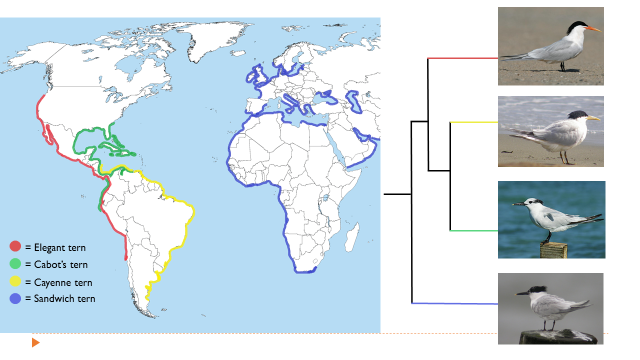 = Elegant tern
= Cabot's tern
= Cayenne tern
= Sandwich tern